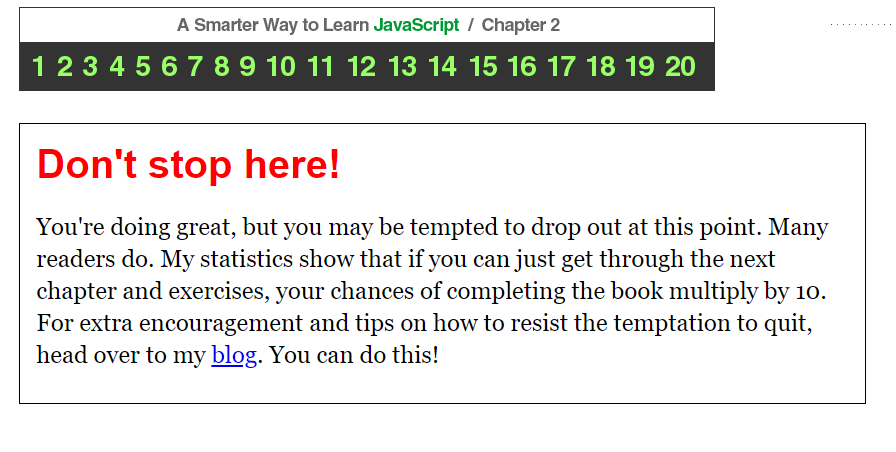 A Smarter Way to Learn JavaScript / Chapter 2
1 2 3 4 5 6 7 8 9 10 11 12 13 14 15 16 17 18 19 20
Don't stop here!
You're doing great, but you may be tempted to drop out at this point. Many
readers do. My statistics show that if you can just get through the next
chapter and exercises, your chances of completing the book multiply by 10.
For extra encouragement and tips on how to resist the temptation to quit,
head over to my blog. You can do this!